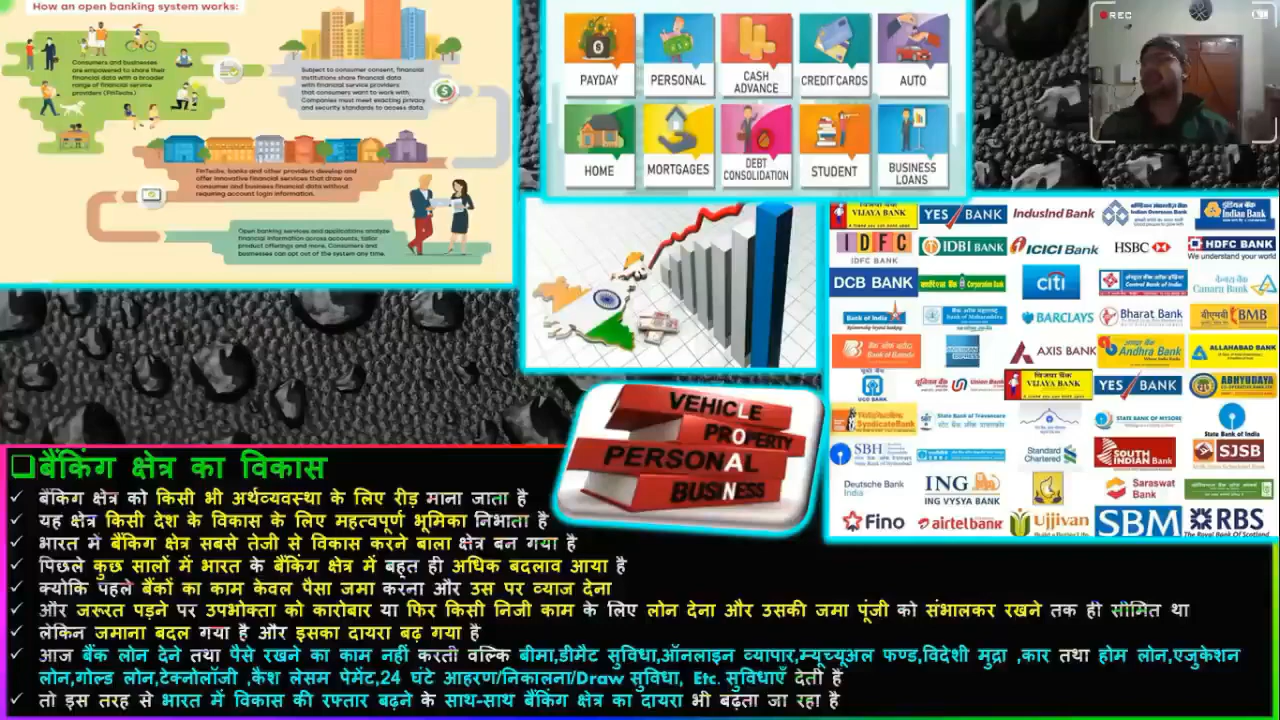 How an open banking system works:
Consumers and businesses
are empowered to share their
financial data with a broader
range of financial service
providers (FinTechs).
Subject to consumer consent, financial
institutions share financial data
with financial service providers
that consumers want to work with.
Companies must meet exacting privacy
and security standards to access data.
FinTechs, banks and other providers develop and
offer innovative financial services that draw on
consumer and business financial data without
requiring account login information.
Open banking services and applications analyze
financial information across accounts, tailor
product offerings and more. Consumers and
businesses can opt out of the system any time.
PAYDAY
PERSONAL
CASH
ADVANCE
CREDIT CARDS
AUTO
HOME
MORTGAGES
DEBT
CONSOLIDATION
STUDENT
BUSINESS
LOANS
REC
VIJAYA BANK
YES BANK
IndusInd Bank
Indian Overseas Bank
Indian Bank
IDFC
IDFC BANK
IDBI BANK
ICICI Bank
HSBC
HDFC BANK
We understand your world
DCB BANK
Corporation Bank
citi
Central Bank of India
Canara Bank
Bank of India
Bank of Maharashtra
BARCLAYS
Bharat Bank
बीएमबी BMB
Bank of Baroda
AMERICAN EXPRESS
AXIS BANK
Andhra Bank
ALLAHABAD BANK
UCO BANK
Union Bank
विजया बैंक
VIJAYA BANK
YES BANK
ABHYUDAYA
SyndicateBank
State Bank of Travancore
STATE BANK OF MYSORE
State Bank of India
SBH
Standard
Chartered
SOUTH
INDIAN Bank
SJSB
Deutsche Bank
India
ING
ING VYSYA BANK
Saraswat
Bank
Fino
airtel bank
Ujjivan
SBM
RBS
The Royal Bank Of Scotland
VEHICLE
PROPERTY
PERSONAL
BUSINESS
❑बैंकिंग क्षेत्र का विकास
✓ बैंकिंग क्षेत्र को किसी भी अर्थव्यवस्था के लिए रीड़ माना जाता है
✓ यह क्षेत्र किसी देश के विकास के लिए महत्वपूर्ण भूमिका निभाता है
✓ भारत में बैंकिंग क्षेत्र सबसे तेजी से विकास करने बाला क्षेत्र बन गया है
✓ पिछले कुछ सालों में भारत के बैंकिंग क्षेत्र में बहुत ही अधिक बदलाव आया है
✓ क्योकि पहले बैंकों का काम केवल पैसा जमा करना और उस पर व्याज देना
✓ और जरूरत पड़ने पर उपभोक्ता को कारोबार या फिर किसी निजी काम के लिए लोन देना और उसकी जमा पूंजी को संभालकर रखने तक ही सीमित था
✓ लेकिन जमाना बदल गया है और इसका दायरा बढ़ गया है
✓ आज बैंक लोन देने तथा पैसे रखने का काम नहीं करती वल्कि बीमा,डीमैट सुविधा,ऑनलाइन व्यापार,म्यूच्यूअल फण्ड,विदेशी मुद्रा ,कार तथा होम लोन,एजुकेशन
लोन,गोल्ड लोन,टेक्नोलॉजी ,कैश लेसम पेमेंट,24 घंटे आहरण/निकालना/Draw सुविधा, Etc. सुविधाएँ देती है
✓ तो इस तरह से भारत में विकास की रफ्तार बढ़ने के साथ-साथ बैंकिंग क्षेत्र का दायरा भी बढ़ता जा रहा है